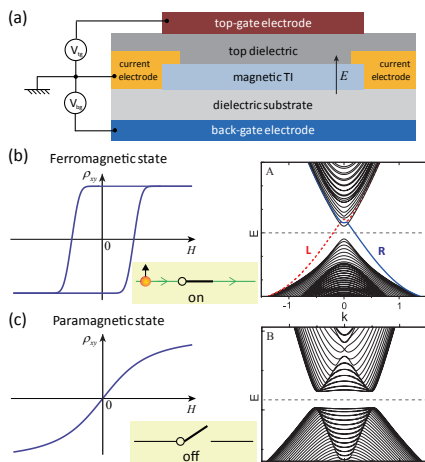 (a)
top-gate electrode
V_tg
top dielectric
current
electrode
magnetic TI
E
current
electrode
V_bg
dielectric substrate
back-gate electrode
(b)
Ferromagnetic state
ρ_xy
0
H
on
A
E
L
R
-1
0
1
k
(c)
Paramagnetic state
ρ_xy
0
H
off
B
E